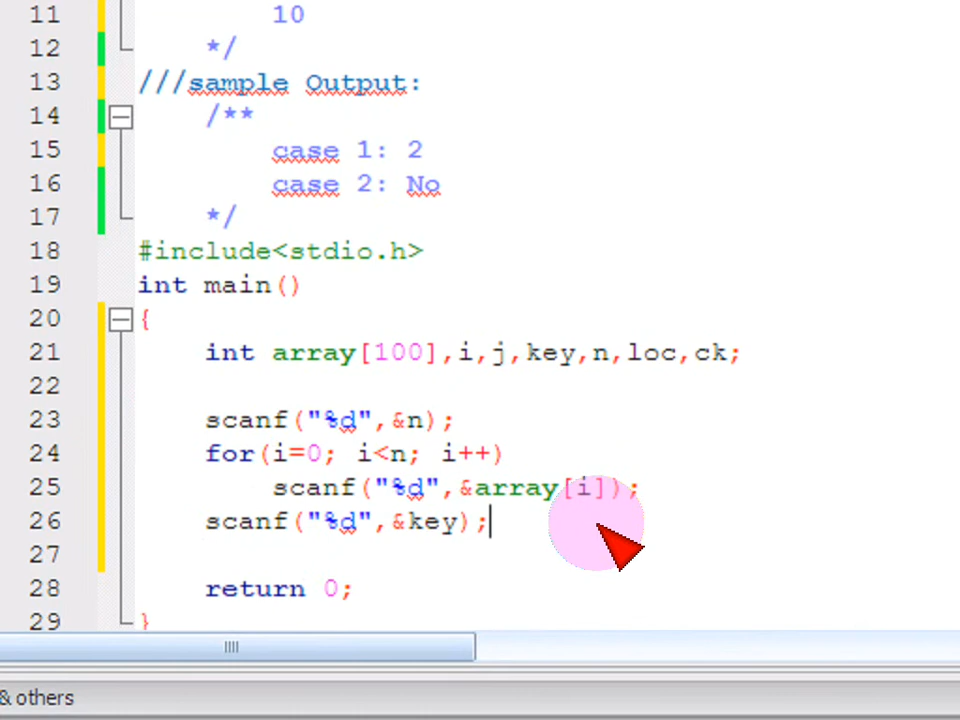 11 10
12 */
13 ///sample Output:
14 /**
15 case 1: 2
16 case 2: No
17 */
18 #include<stdio.h>
19 int main()
20 {
21 int array[100],i,j,key,n,loc,ck;
22
23 scanf("%d",&n);
24 for(i=0; i<n; i++)
25 scanf("%d",&array[i]);
26 scanf("%d",&key);
27
28 return 0;
29 }
& others